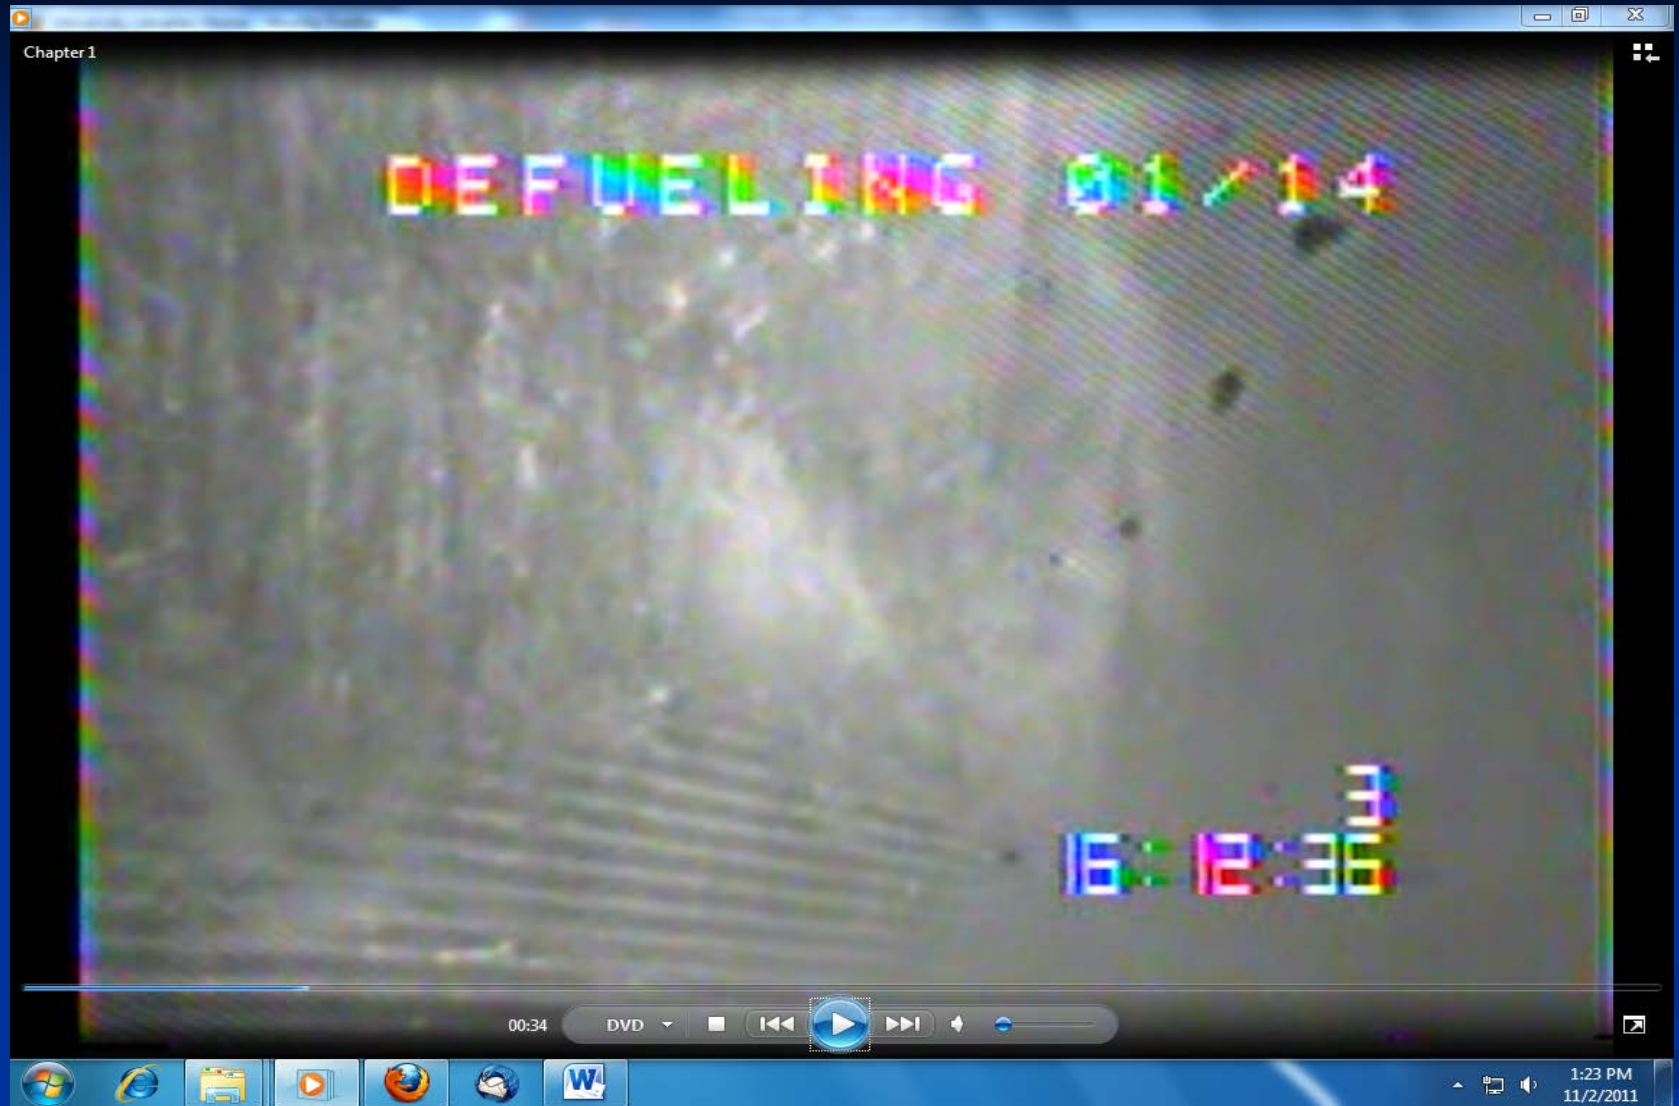 Chapter 1
DEFUELING 01/14
3
16:12:36
00:34
DVD
W
1:23 PM
11/2/2011